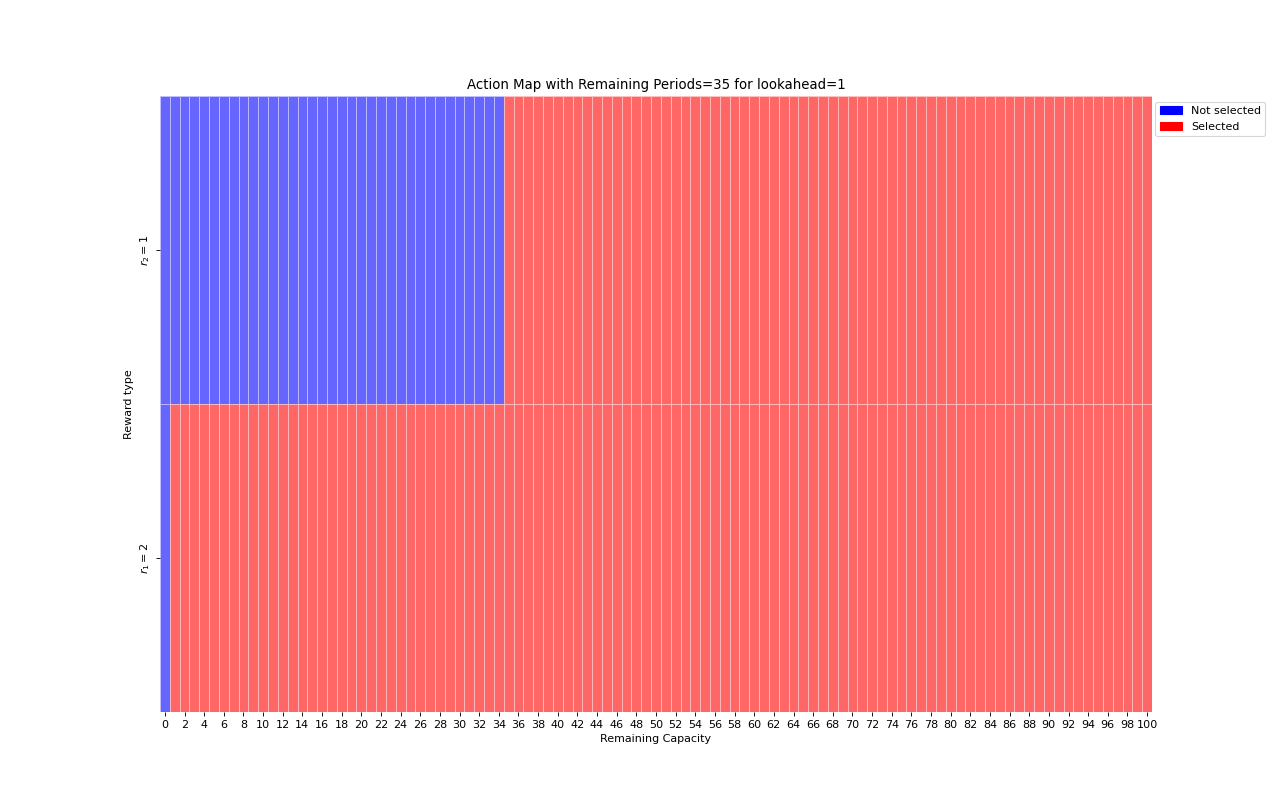 Action Map with Remaining Periods=35 for lookahead=1
Not selected
Selected
r₂ = 1
Reward type
r₁ = 2
0 2 4 6 8 10 12 14 16 18 20 22 24 26 28 30 32 34 36 38 40 42 44 46 48 50 52 54 56 58 60 62 64 66 68 70 72 74 76 78 80 82 84 86 88 90 92 94 96 98 100
Remaining Capacity